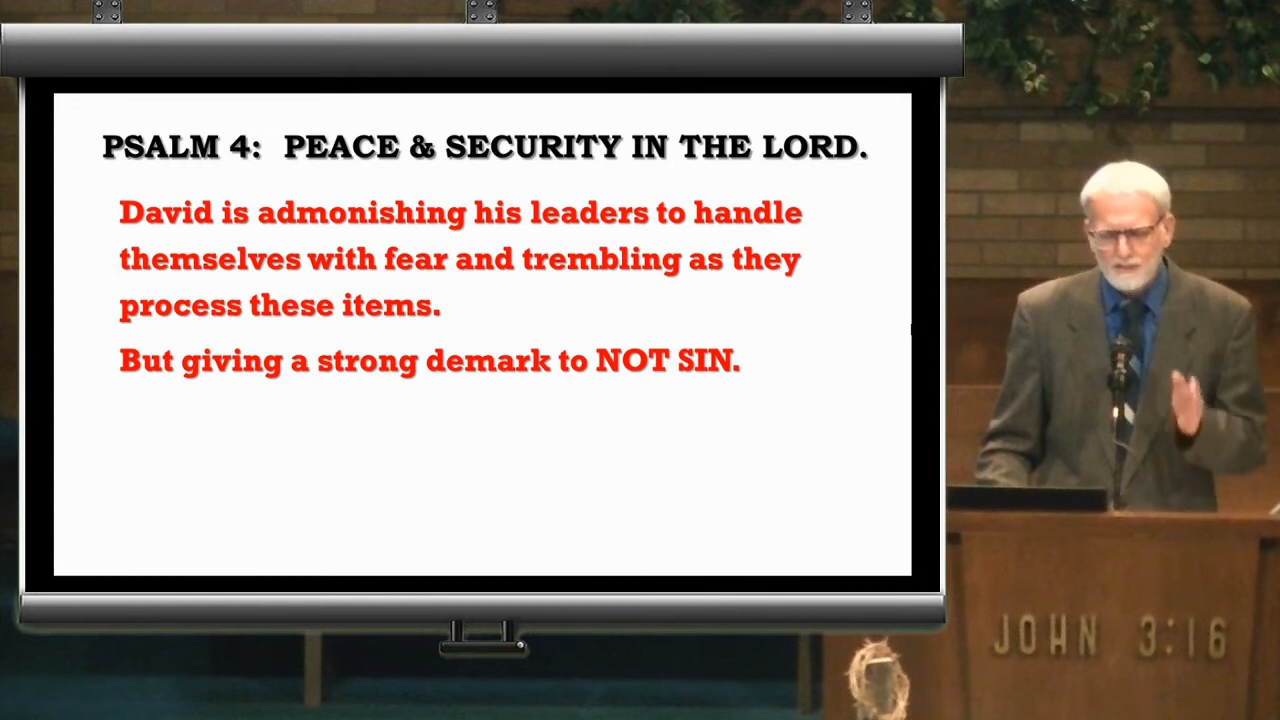 PSALM 4: PEACE & SECURITY IN THE LORD.
David is admonishing his leaders to handle
themselves with fear and trembling as they
process these items.
But giving a strong demark to NOT SIN.
JOHN 3:16